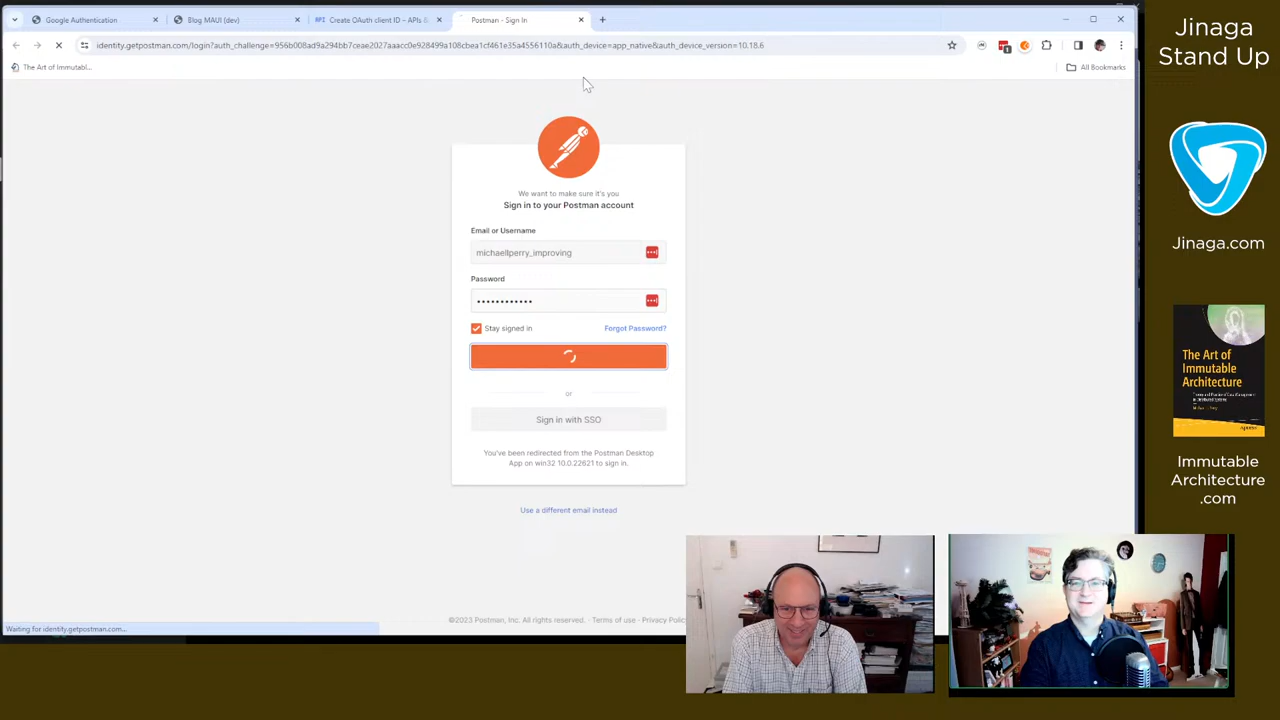 Google Authentication
Blog MAUI (dev)
API Create OAuth client ID – APIs &
Postman - Sign In
identity.getpostman.com/login?auth_challenge=956b008ad9a294bb7ceae2027aaacc0e928499a108cbea1cf461e35a4556110a&auth_device=app_native&auth_device_version=10.18.6
The Art of Immutabl...
All Bookmarks
We want to make sure it's you
Sign in to your Postman account
Email or Username
michaellperry_improving
Password
••••••••••••
Stay signed in
Forgot Password?
or
Sign in with SSO
You've been redirected from the Postman Desktop
App on win32 10.0.22621 to sign in.
Use a different email instead
©2023 Postman, Inc. All rights reserved. · Terms of use · Privacy Polic
Waiting for identity.getpostman.com...
Jinaga
Stand Up
Jinaga.com
The Art of
Immutable
Architecture
Apress
Immutable
Architecture
.com